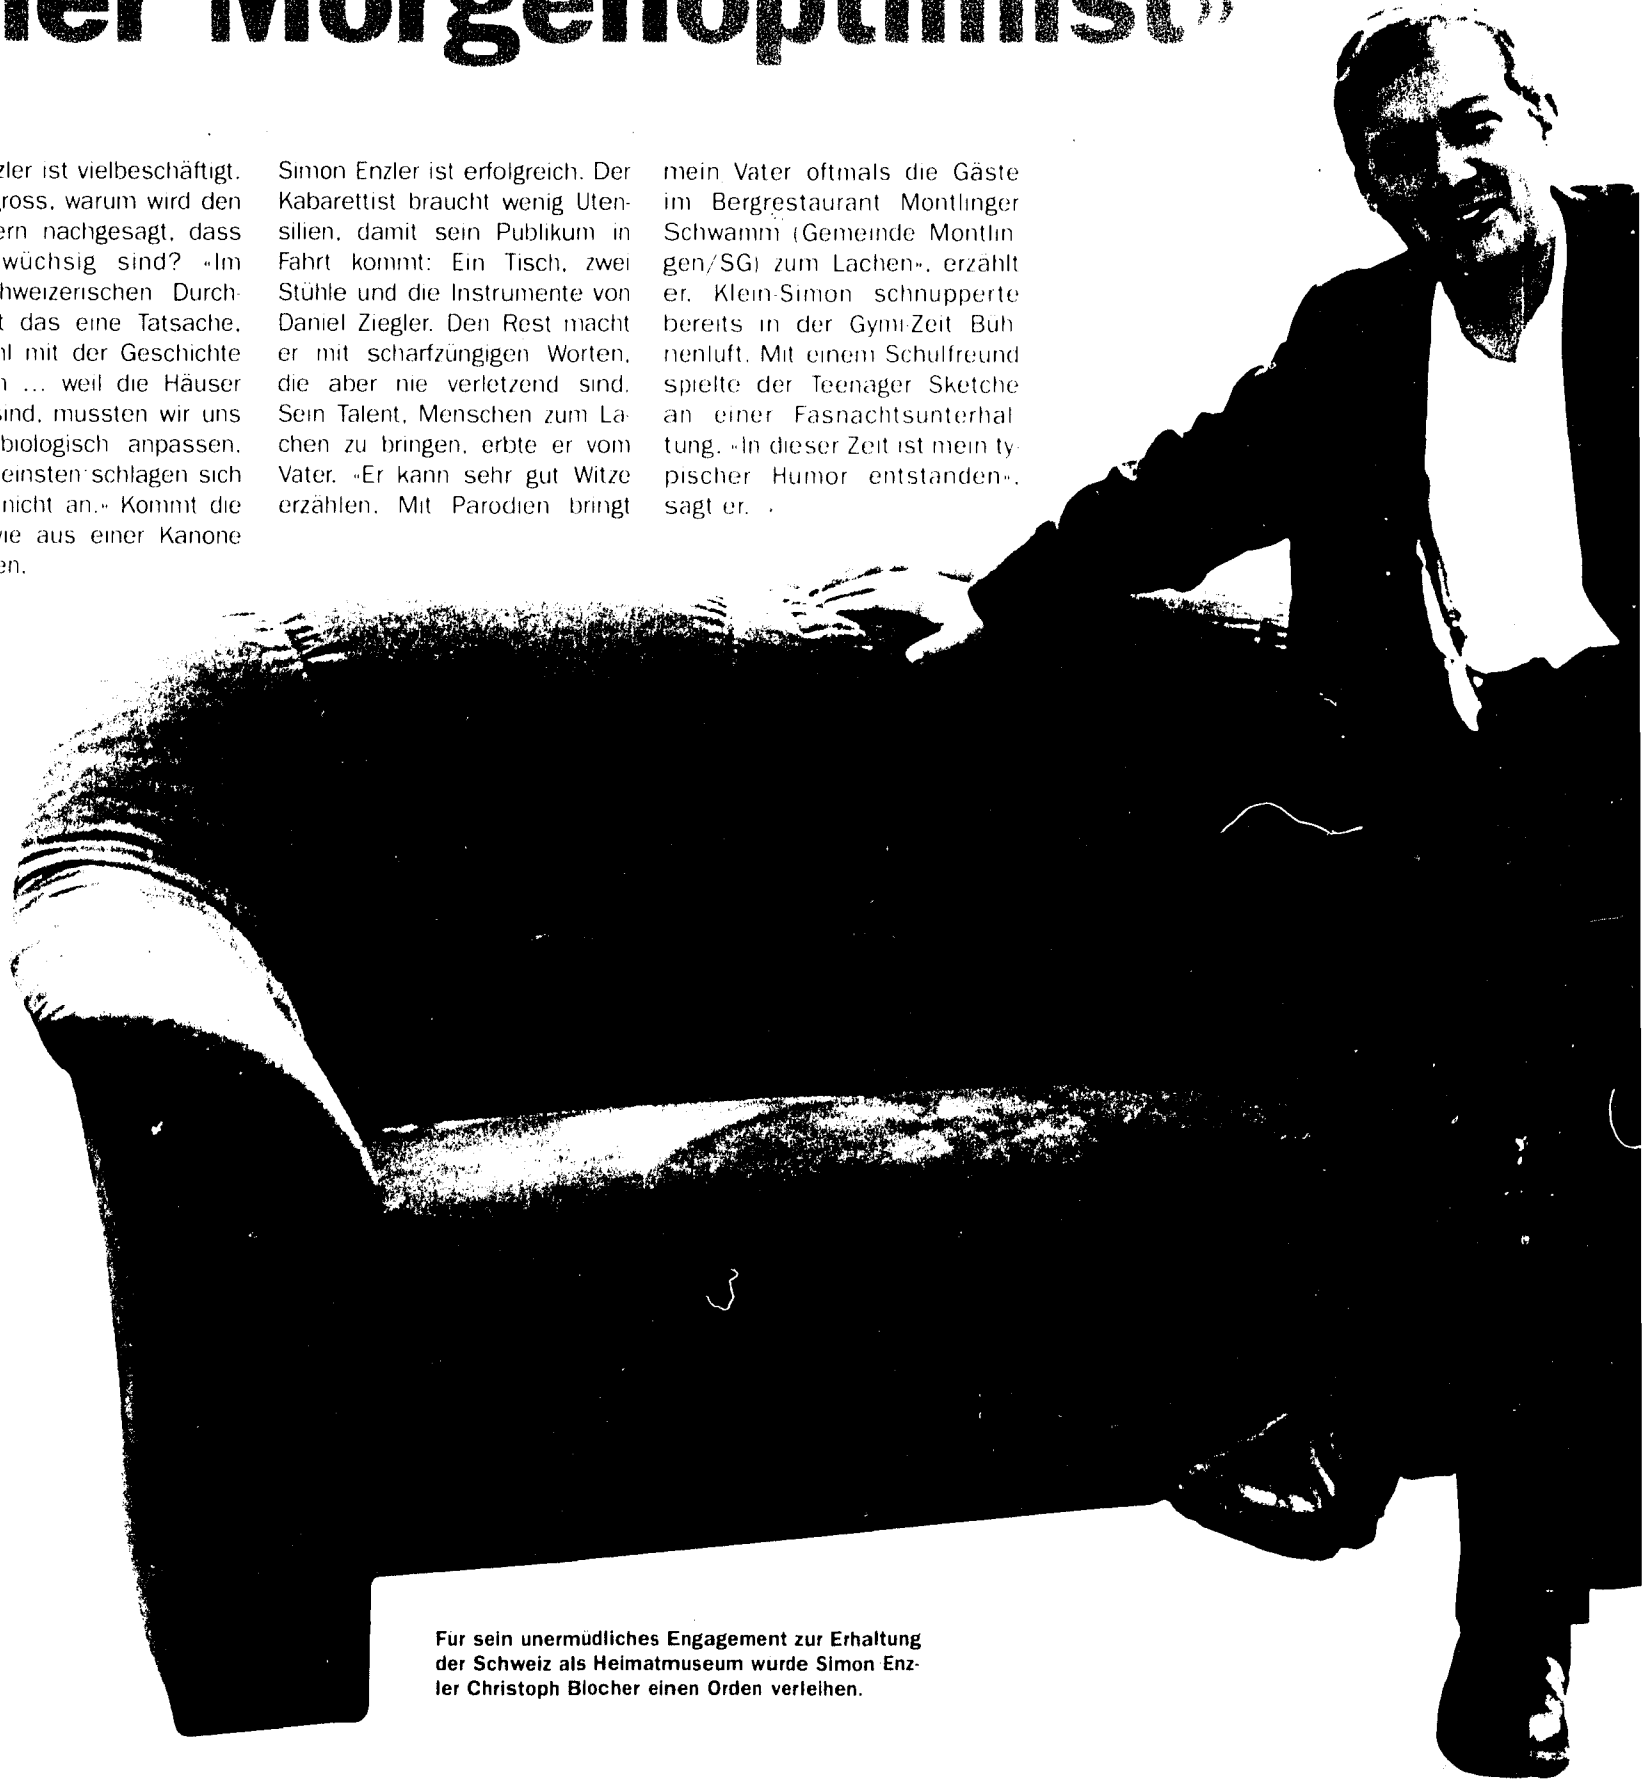 Morgenoptimist»
zler ist vielbeschäftigt.
ross, warum wird den
ern nachgesagt, dass
wüchsig sind? «Im
hweizerischen Durch-
t das eine Tatsache,
hl mit der Geschichte
n ... weil die Häuser
sind, mussten wir uns
biologisch anpassen.
einsten schlagen sich
nicht an.» Kommt die
wie aus einer Kanone
en.
Simon Enzler ist erfolgreich. Der
Kabarettist braucht wenig Uten-
silien, damit sein Publikum in
Fahrt kommt: Ein Tisch, zwei
Stühle und die Instrumente von
Daniel Ziegler. Den Rest macht
er mit scharfzüngigen Worten,
die aber nie verletzend sind.
Sein Talent, Menschen zum La-
chen zu bringen, erbte er vom
Vater. «Er kann sehr gut Witze
erzählen. Mit Parodien bringt
mein Vater oftmals die Gäste
im Bergrestaurant Montlinger
Schwamm (Gemeinde Montlin
gen/SG) zum Lachen», erzählt
er. Klein-Simon schnupperte
bereits in der Gymi-Zeit Büh
nenluft. Mit einem Schulfreund
spielte der Teenager Sketche
an einer Fasnachtsunterhal
tung. «In dieser Zeit ist mein ty-
pischer Humor entstanden»,
sagt er.
Für sein unermüdliches Engagement zur Erhaltung
der Schweiz als Heimatmuseum wurde Simon Enz-
ler Christoph Blocher einen Orden verleihen.